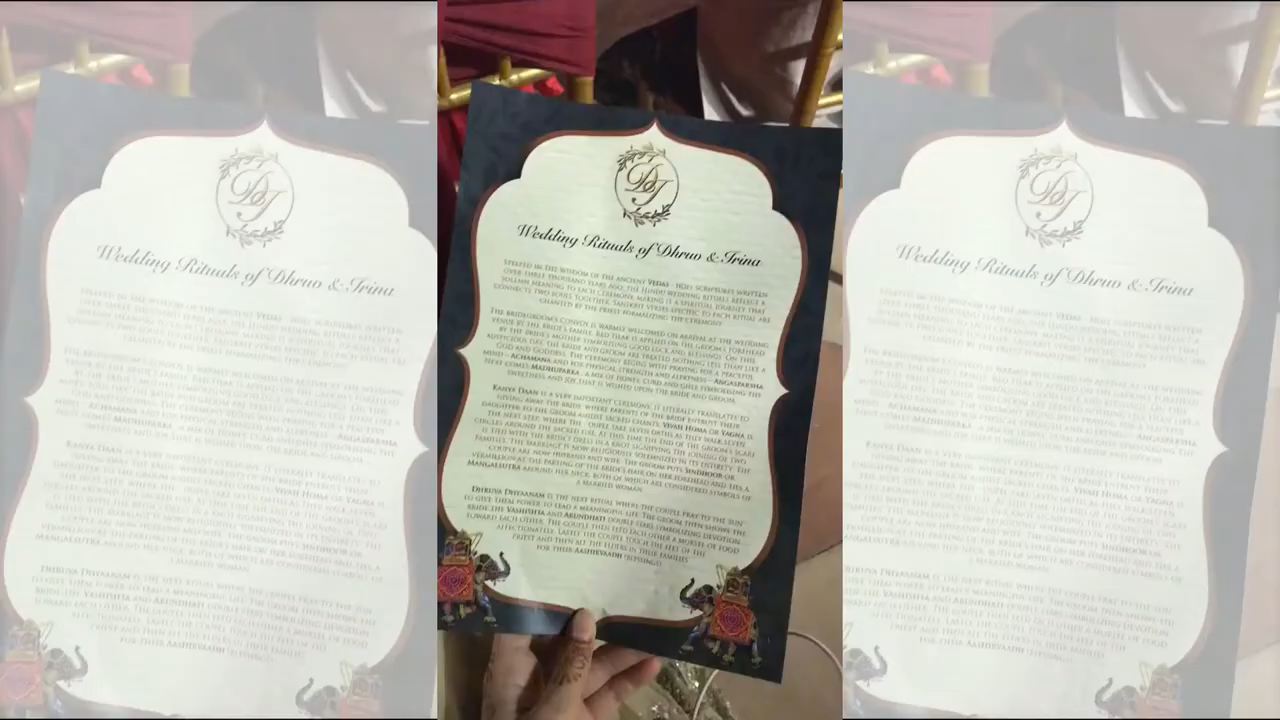 DJ
Wedding Rituals of Dhruv & Irina
STEEPED IN THE WISDOM OF THE ANCIENT VEDAS - HOLY SCRIPTURES WRITTEN
OVER THREE THOUSAND YEARS AGO, THE HINDU WEDDING RITUALS REFLECT A
SOLEMN MEANING TO EACH CEREMONY, MAKING IS A SPIRITUAL JOURNEY THAT
CONNECTS TWO SOULS TOGETHER. SANSKRIT VERSES SPECIFIC TO EACH RITUAL ARE
CHANTED BY THE PRIEST FORMALIZING THE CEREMONY
THE BRIDEGROOM'S CONVOY IS WARMLY WELCOMED ON ARRIVAL AT THE WEDDING
VENUE BY THE BRIDE'S FAMILY. RED TILAK IS APPLIED ON THE GROOM'S FOREHEAD
BY THE BRIDE'S MOTHER SYMBOLIZING GOOD LUCK AND BLESSINGS. ON THIS
AUSPICIOUS DAY, THE BRIDE AND GROOM ARE TREATED NOTHING LESS THAN LIKE A
GOD AND GODDESS. THE CEREMONY BEGINS WITH PRAYING FOR A PEACEFUL
MIND - ACHAMANA AND FOR PHYSICAL STRENGTH AND ALERTNESS - ANGASPARSHA
NEXT COMES MADHUPARKA, A MIX OF HONEY, CURD AND GHEE SYMBOLISING THE
SWEETNESS AND JOY THAT IS WISHED UPON THE BRIDE AND GROOM.
KANYA DAAN IS A VERY IMPORTANT CEREMONY, IT LITERALLY TRANSLATES TO
GIVING AWAY THE BRIDE, WHERE PARENTS OF THE BRIDE ENTRUST THEIR
DAUGHTER TO THE GROOM AMIDST SACRED CHANTS. VIVAH HOMA OR YAGNA IS
THE NEXT STEP, WHERE THE COUPLE TAKE SEVEN OATHS AS THEY WALK SEVEN
CIRCLES AROUND THE SACRED FIRE. AT THIS TIME THE END OF THE GROOM'S SCARF
IS TIED WITH THE BRIDE'S DRESS IN A KNOT SIGNIFYING THE JOINING OF TWO
FAMILIES. THE MARRIAGE IS NOW RELIGIOUSLY SOLEMNIZED IN ITS ENTIRETY. THE
COUPLE ARE NOW HUSBAND AND WIFE. THE GROOM PUTS SINDHOOR OR
VERMILION AT THE PARTING OF THE BRIDE'S HAIR ON HER FOREHEAD AND TIES A
MANGALSUTRA AROUND HER NECK, BOTH OF WHICH ARE CONSIDERED SYMBOLS OF
A MARRIED WOMAN.
DHRUVA DHYAANAM IS THE NEXT RITUAL WHERE THE COUPLE PRAY TO THE SUN
TO GIVE THEM POWER TO LEAD A MEANINGFUL LIFE. THE GROOM THEN SHOWS THE
BRIDE THE VASHISHTA AND ARUNDHATI DOUBLE STARS SYMBOLIZING DEVOTION
TOWARD EACH OTHER. THE COUPLE THEN FEED EACH OTHER A MORSEL OF FOOD
AFFECTIONATELY. LASTLY THE COUPLE TOUCH THE FEET OF THE
PRIEST AND THEN ALL THE ELDERS IN THEIR FAMILIES
FOR THEIR AASHIRVAADH (BLESSINGS)